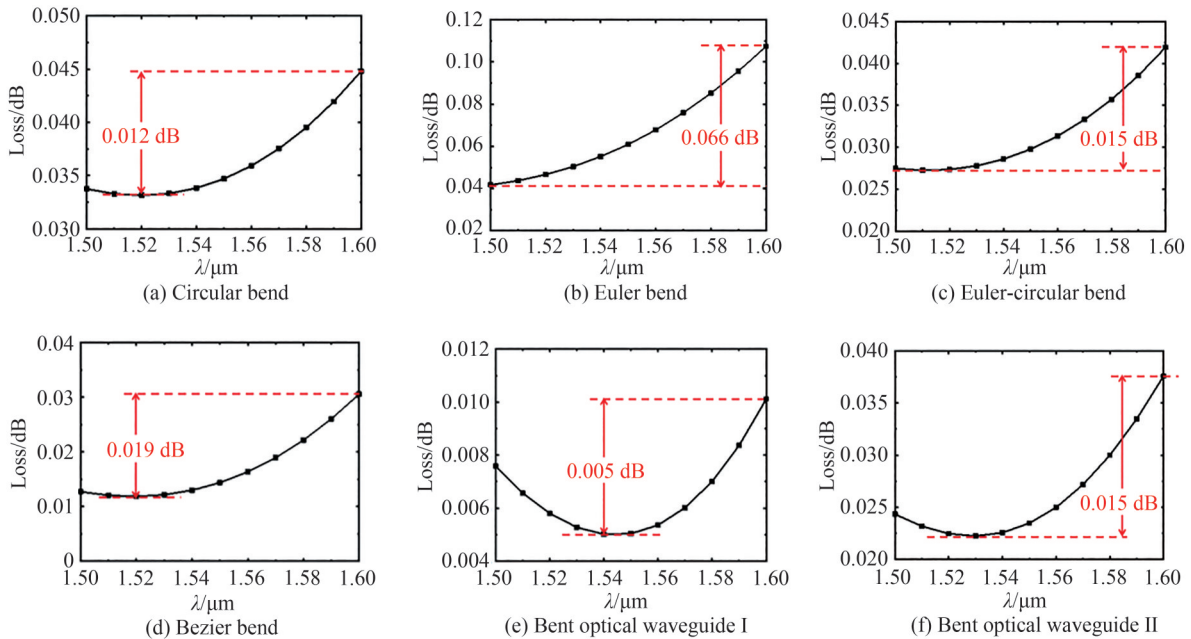 0.050
0.045
0.040
0.035
0.030
Loss/dB
0.012 dB
1.50 1.52 1.54 1.56 1.58 1.60
λ/μm
(a) Circular bend
0.12
0.10
0.08
0.06
0.04
0.02
Loss/dB
0.066 dB
1.50 1.52 1.54 1.56 1.58 1.60
λ/μm
(b) Euler bend
0.045
0.040
0.035
0.030
0.025
0.020
Loss/dB
0.015 dB
1.50 1.52 1.54 1.56 1.58 1.60
λ/μm
(c) Euler-circular bend
0.04
0.03
0.02
0.01
0
Loss/dB
0.019 dB
1.50 1.52 1.54 1.56 1.58 1.60
λ/μm
(d) Bezier bend
0.012
0.010
0.008
0.006
0.004
Loss/dB
0.005 dB
1.50 1.52 1.54 1.56 1.58 1.60
λ/μm
(e) Bent optical waveguide I
0.040
0.035
0.030
0.025
0.020
Loss/dB
0.015 dB
1.50 1.52 1.54 1.56 1.58 1.60
λ/μm
(f) Bent optical waveguide II